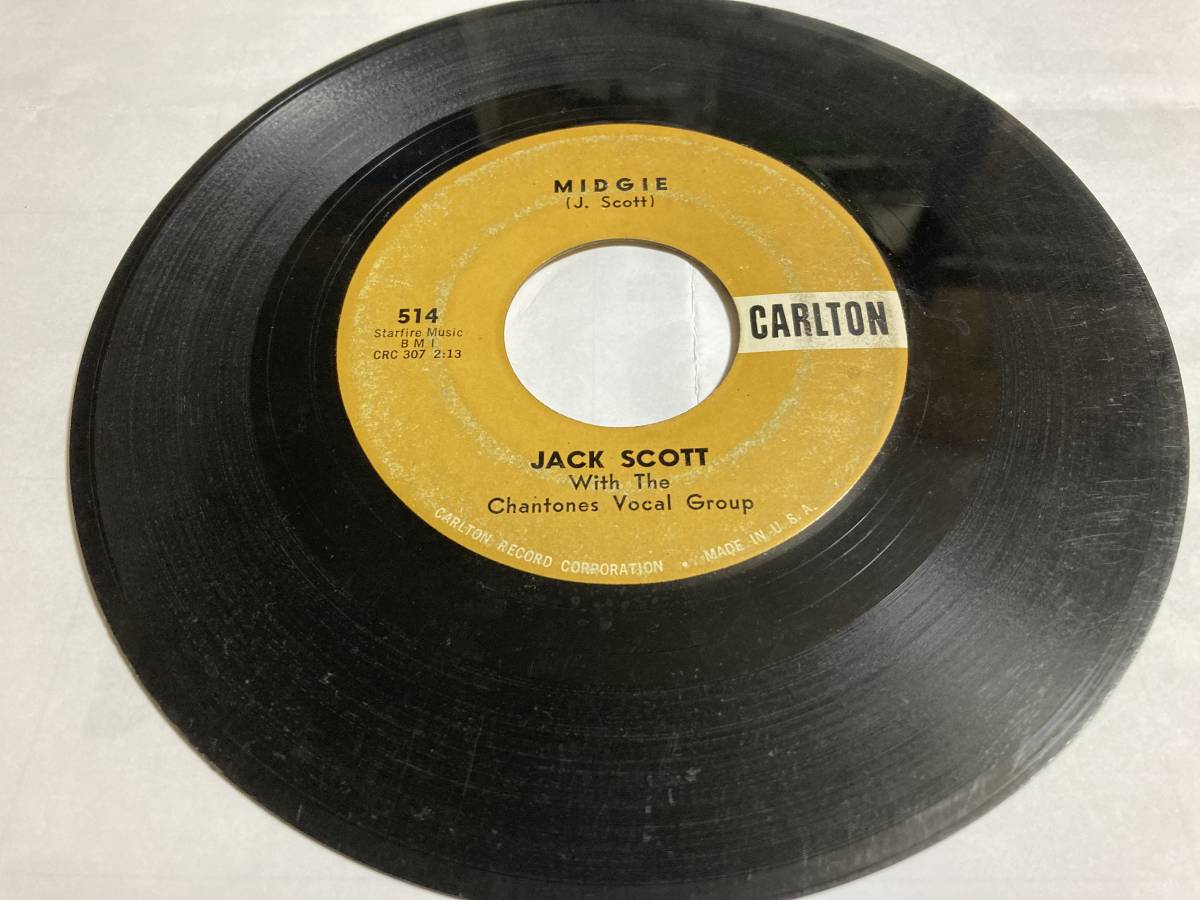 MIDGIE
(J. Scott)
514
Starfire Music
B M I
CRC 307 2:13
CARLTON
JACK SCOTT
With The
Chantones Vocal Group
CARLTON RECORD CORPORATION • MADE IN U. S. A.